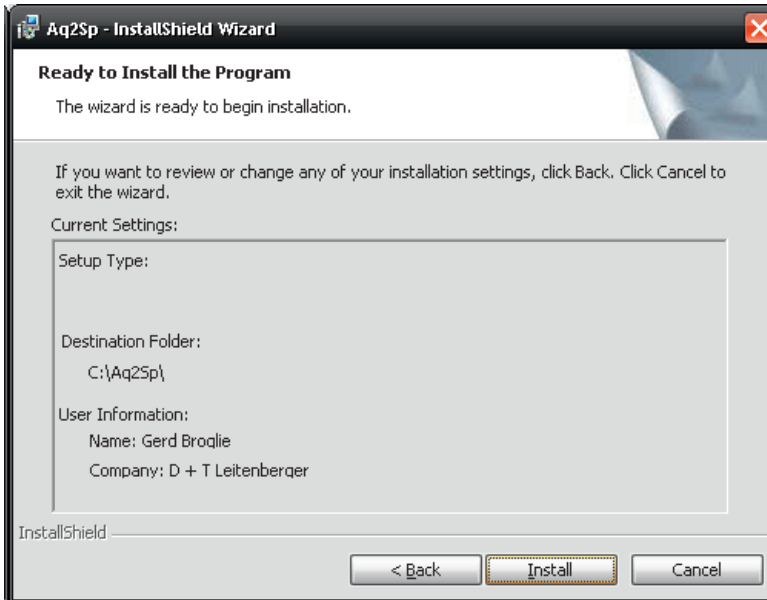 Aq2Sp - InstallShield Wizard
Ready to Install the Program
The wizard is ready to begin installation.
If you want to review or change any of your installation settings, click Back. Click Cancel to
exit the wizard.
Current Settings:
Setup Type:
Destination Folder:
C:\Aq2Sp\
User Information:
Name: Gerd Broglie
Company: D + T Leitenberger
InstallShield
< Back
Install
Cancel